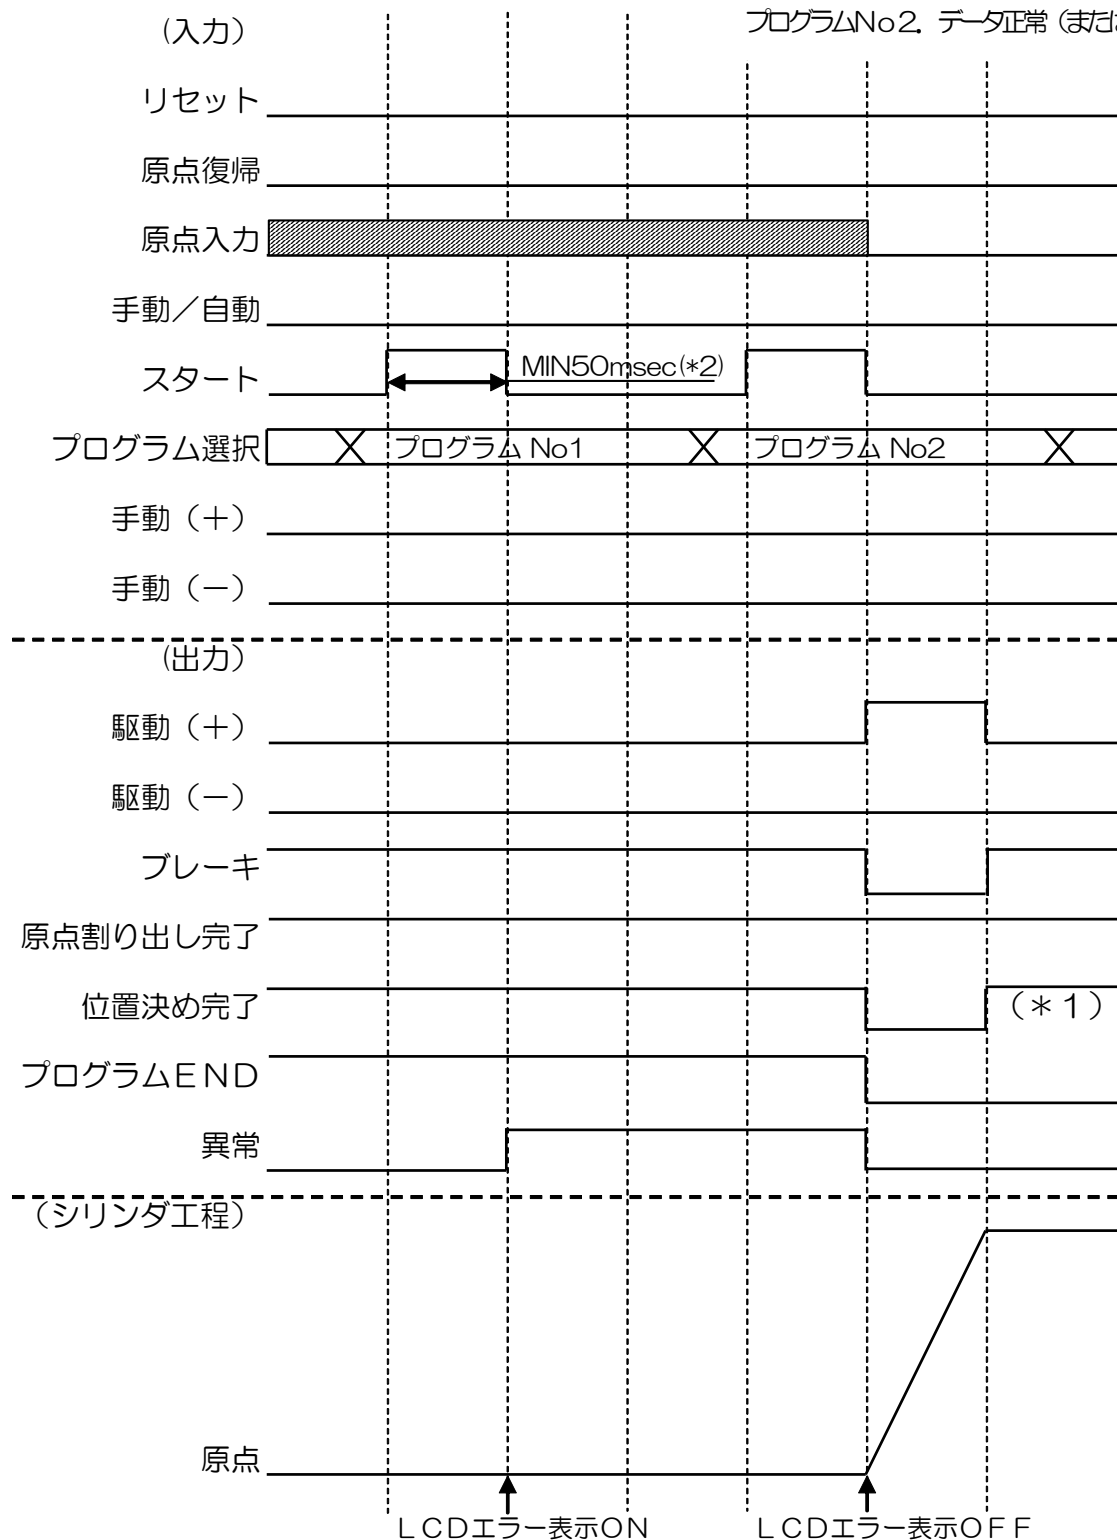 (入力)
プログラムNo2．データ正常（または
リセット
原点復帰
原点入力
手動／自動
スタート
MIN50msec(*2)
プログラム選択
プログラム No1
プログラム No2
手動（＋）
手動（－）
(出力)
駆動（＋）
駆動（－）
ブレーキ
原点割り出し完了
位置決め完了
（＊１）
プログラムＥＮＤ
異常
（シリンダ工程）
原点
ＬＣＤエラー表示ＯＮ
ＬＣＤエラー表示ＯＦＦ